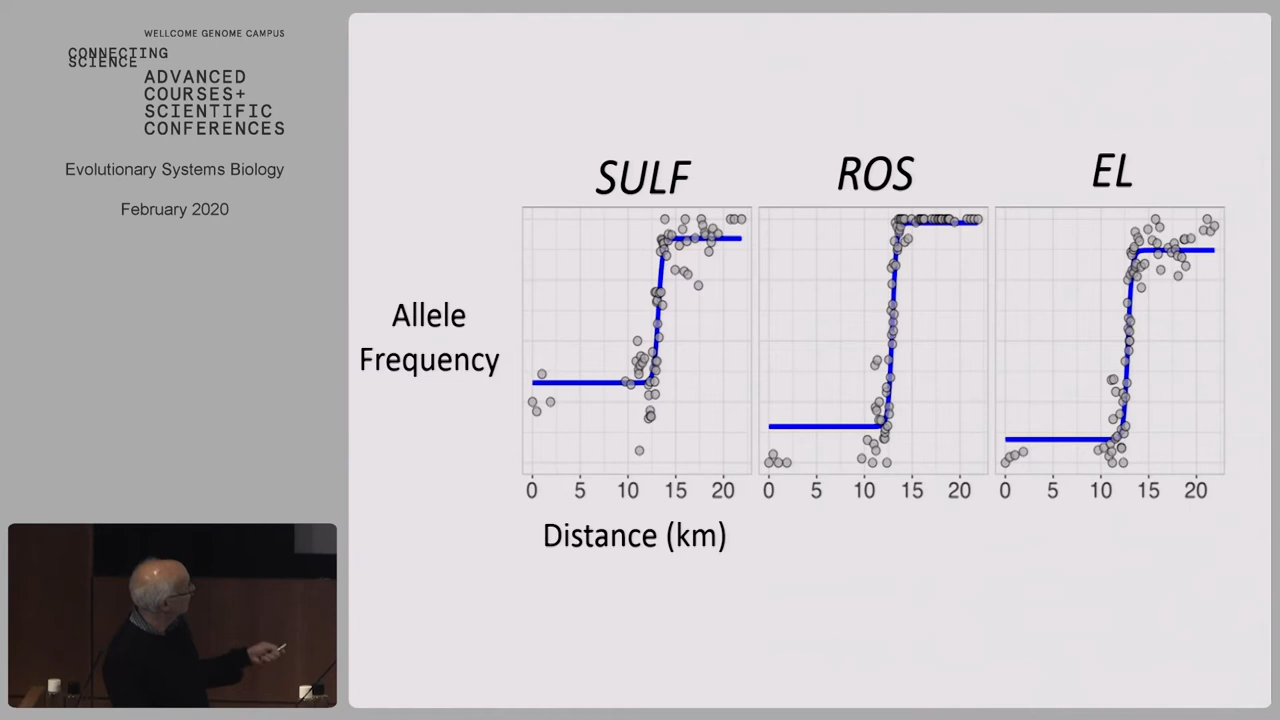 WELLCOME GENOME CAMPUS
CONNECTING
SCIENCE
ADVANCED
COURSES+
SCIENTIFIC
CONFERENCES
Evolutionary Systems Biology
February 2020
SULF
ROS
EL
Allele
Frequency
0 5 10 15 20
0 5 10 15 20
0 5 10 15 20
Distance (km)